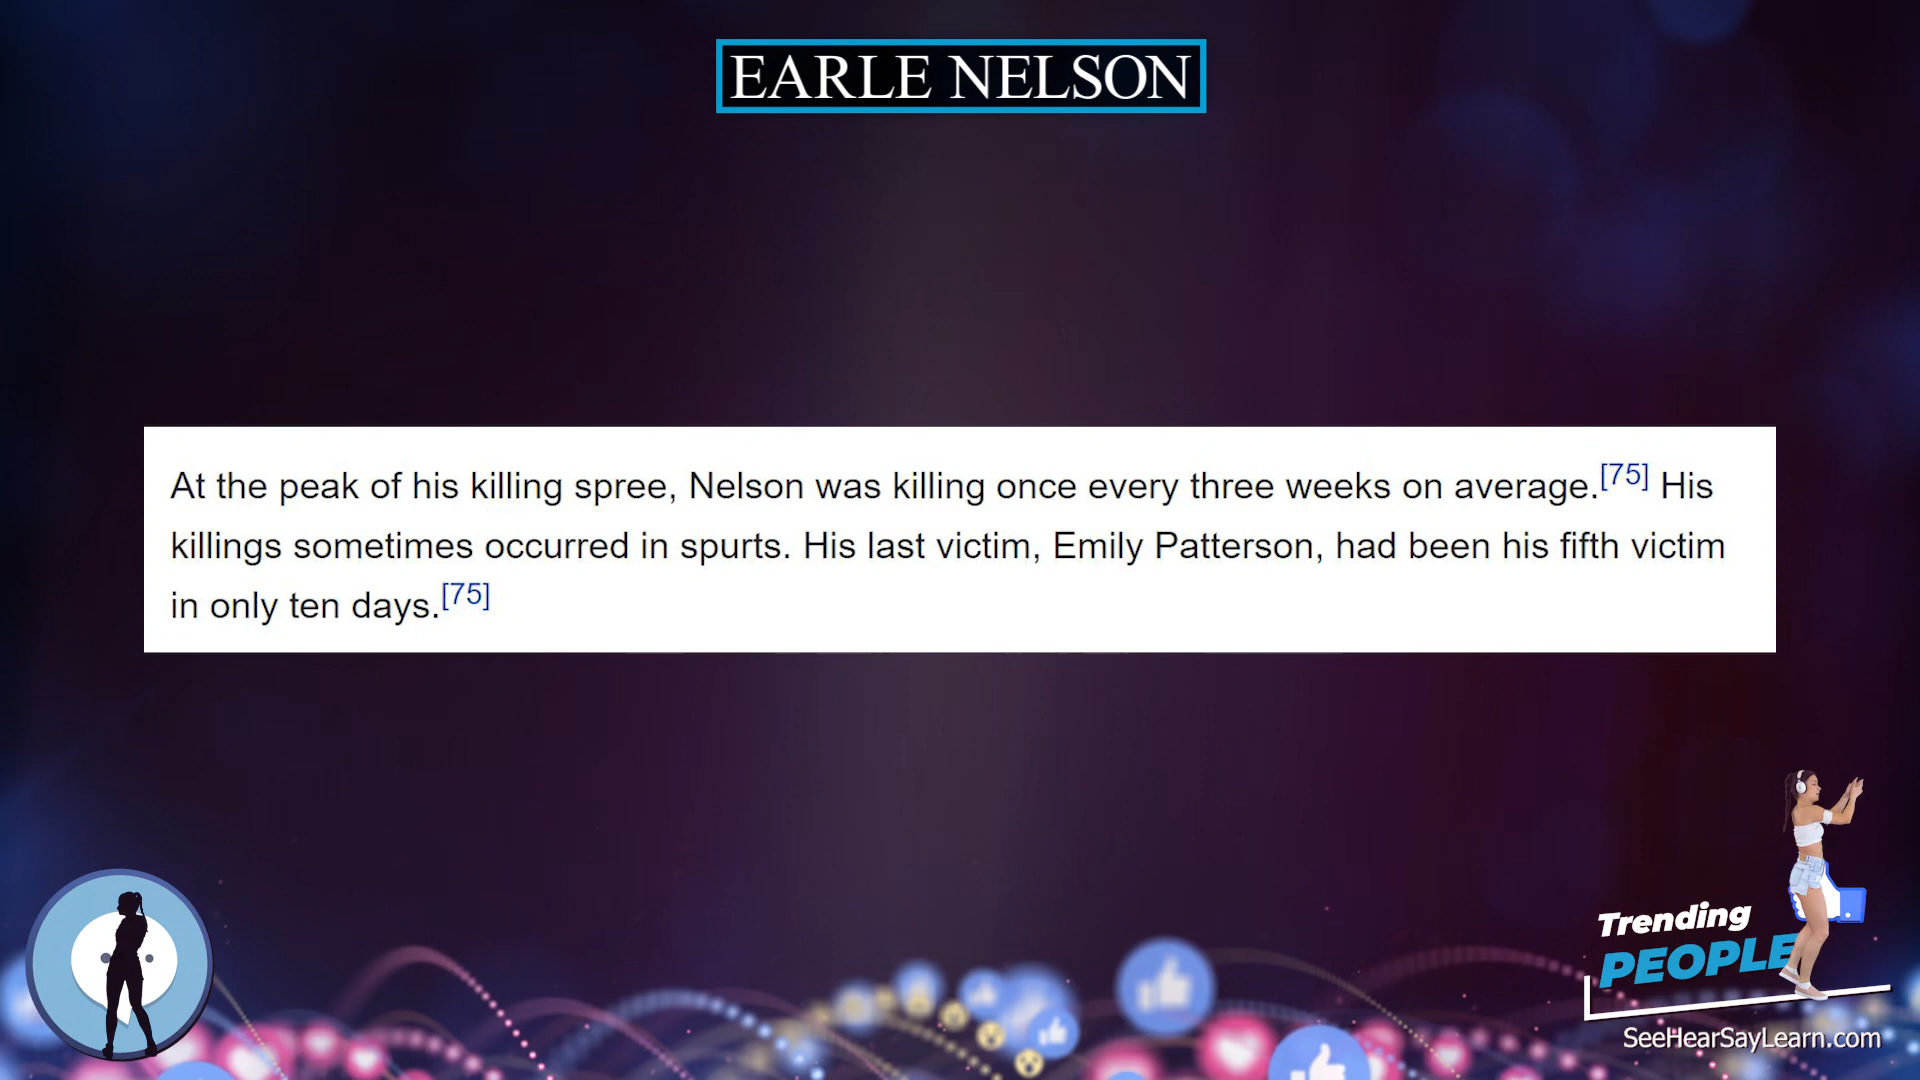 EARLE NELSON
At the peak of his killing spree, Nelson was killing once every three weeks on average.[75] His
killings sometimes occurred in spurts. His last victim, Emily Patterson, had been his fifth victim
in only ten days.[75]
Trending
PEOPLE
SeeHearSayLearn.com